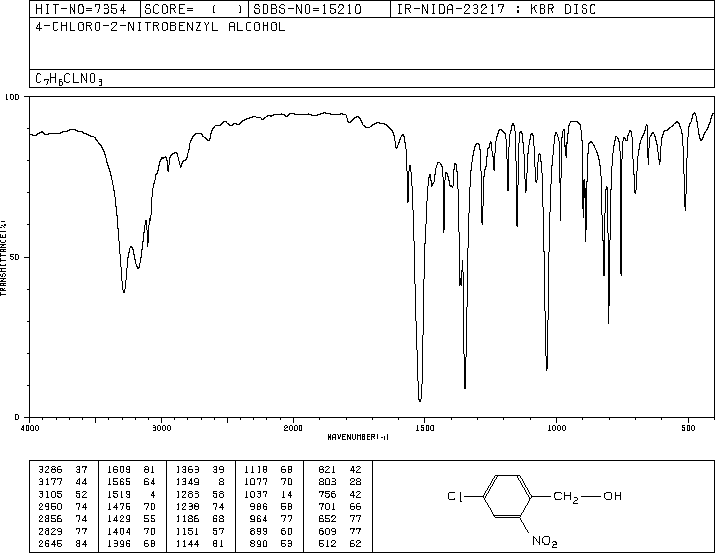 HIT-NO=7354 SCORE= ( ) SDBS-NO=15210 IR-NIDA-23217 : KBR DISC
4-CHLORO-2-NITROBENZYL ALCOHOL
C7H6CLNO3
100
50
0
TRANSMITTANCE(%)
4000 3000 2000 1500 1000 500
WAVENUMBER(-1)
3286 37 1609 81 1363 39 1118 68 821 42
3177 44 1565 64 1349 8 1077 70 803 28
3105 52 1519 4 1283 58 1037 14 756 42
2950 74 1476 70 1238 74 986 58 701 66
2856 74 1429 55 1186 68 964 77 652 77
2829 77 1404 70 1151 57 899 60 609 77
2645 84 1396 68 1144 81 890 53 512 62
Cl
CH2
OH
NO2